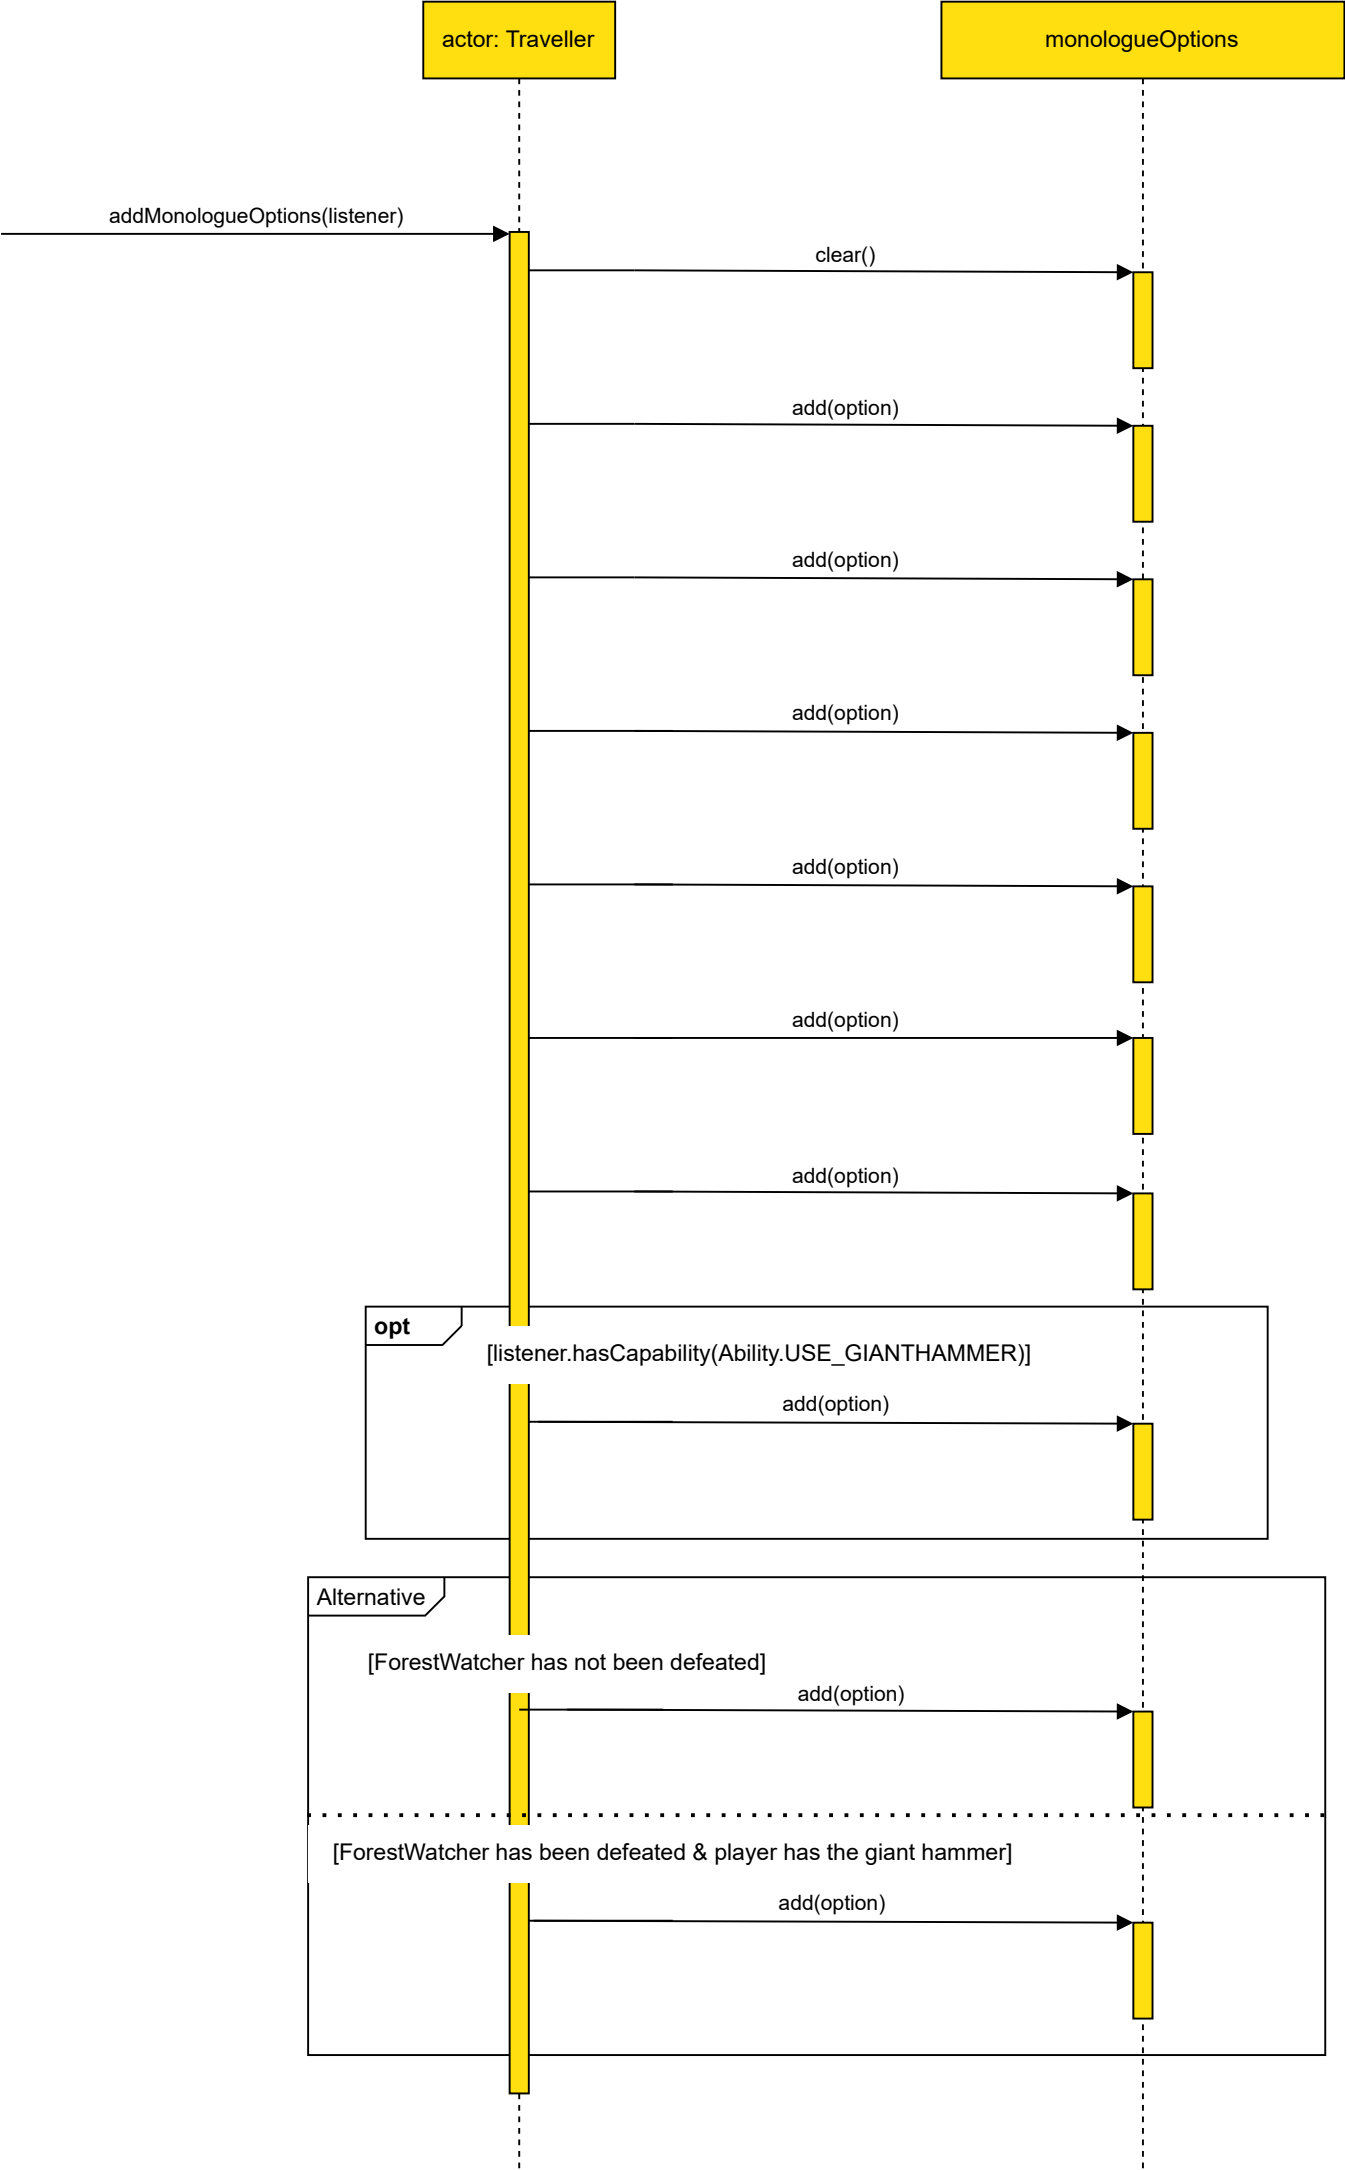 actor: Traveller
monologueOptions
addMonologueOptions(listener)
clear()
add(option)
add(option)
add(option)
add(option)
add(option)
add(option)
opt
[listener.hasCapability(Ability.USE_GIANTHAMMER)]
add(option)
Alternative
[ForestWatcher has not been defeated]
add(option)
[ForestWatcher has been defeated & player has the giant hammer]
add(option)